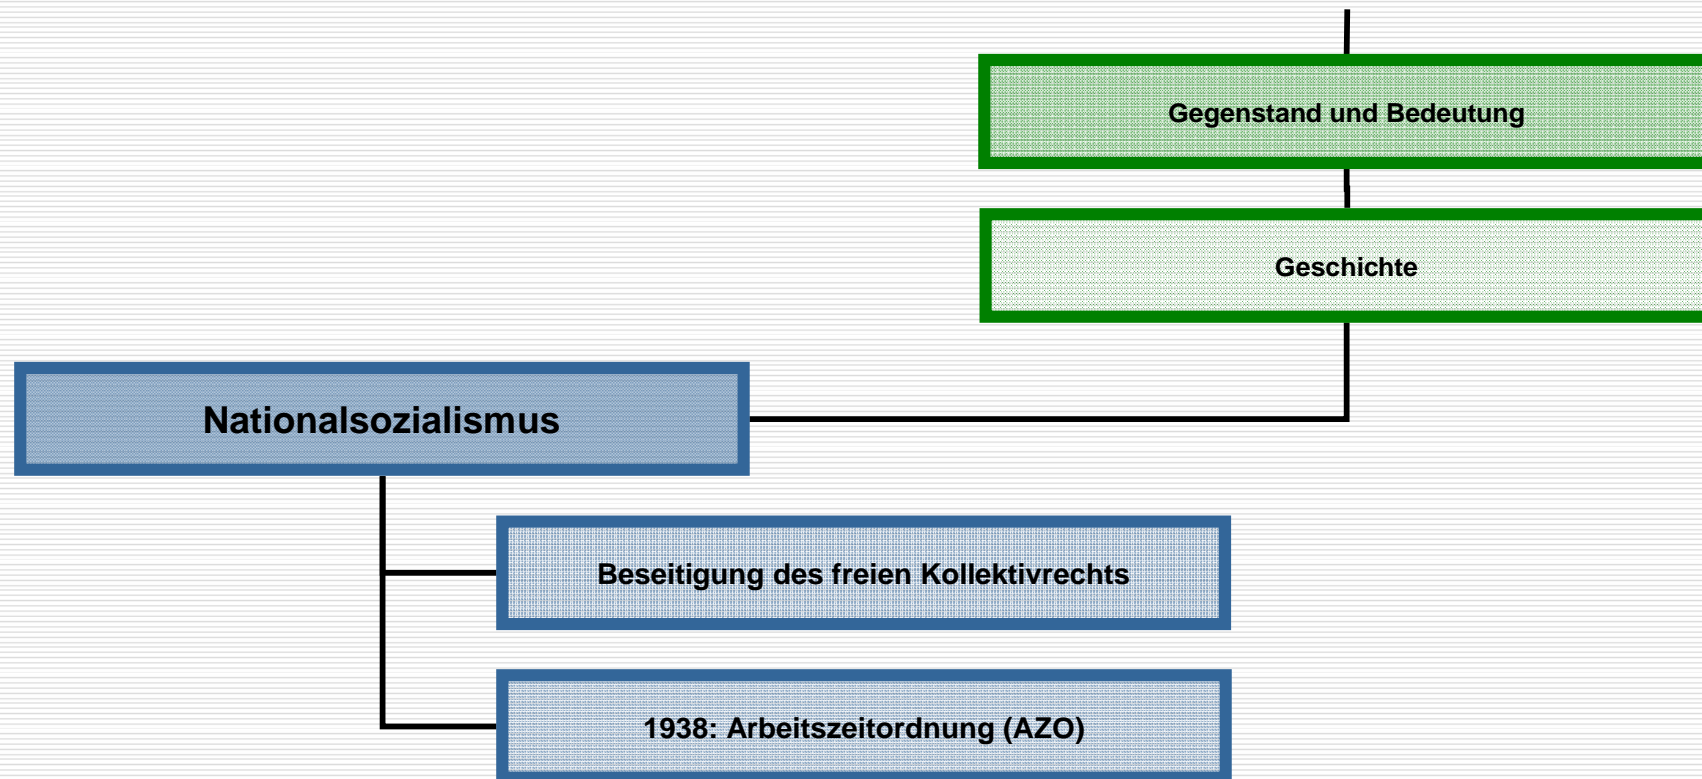 Gegenstand und Bedeutung
Geschichte
Nationalsozialismus
Beseitigung des freien Kollektivrechts
1938: Arbeitszeitordnung (AZO)